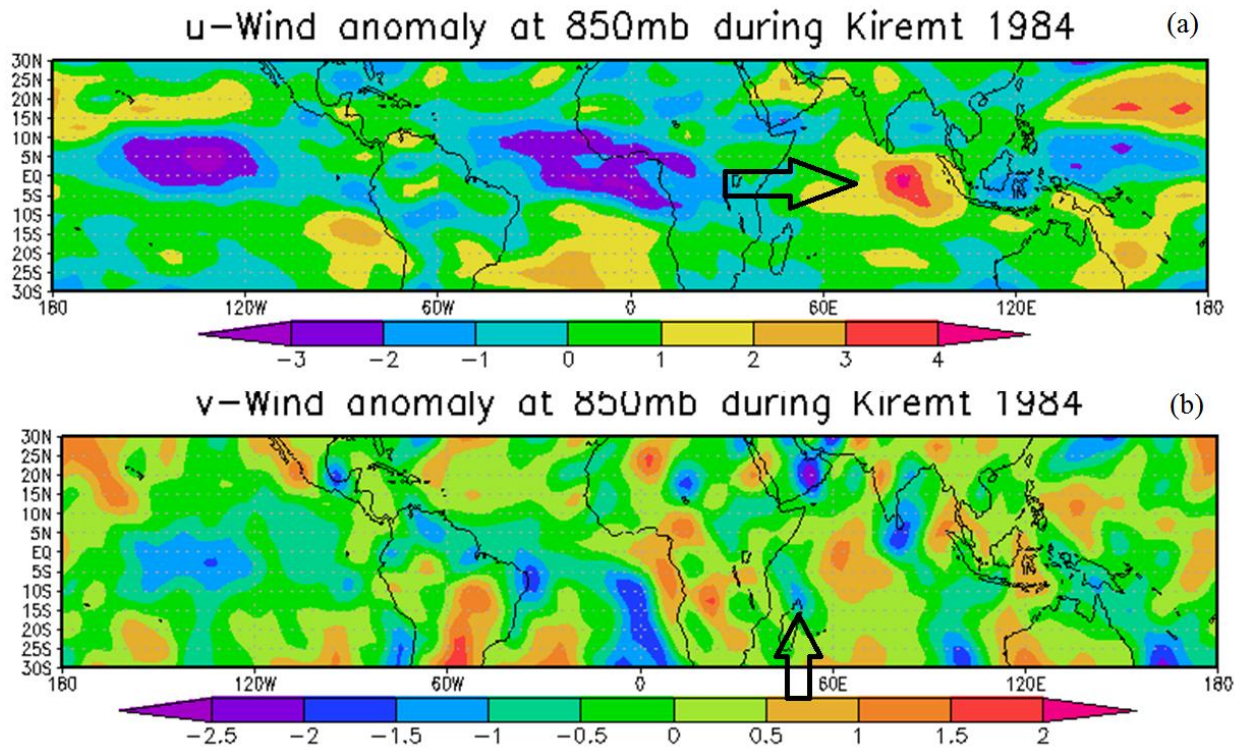 u-Wind anomaly at 850mb during Kiremt 1984 (a)
30N
25N
20N
15N
10N
5N
EQ
5S
10S
15S
20S
25S
30S
180 120W 60W 0 60E 120E 180
-3 -2 -1 0 1 2 3 4
v-Wind anomaly at 850mb during Kiremt 1984 (b)
30N
25N
20N
15N
10N
5N
EQ
5S
10S
15S
20S
25S
30S
180 120W 60W 0 60E 120E 180
-2.5 -2 -1.5 -1 -0.5 0 0.5 1 1.5 2